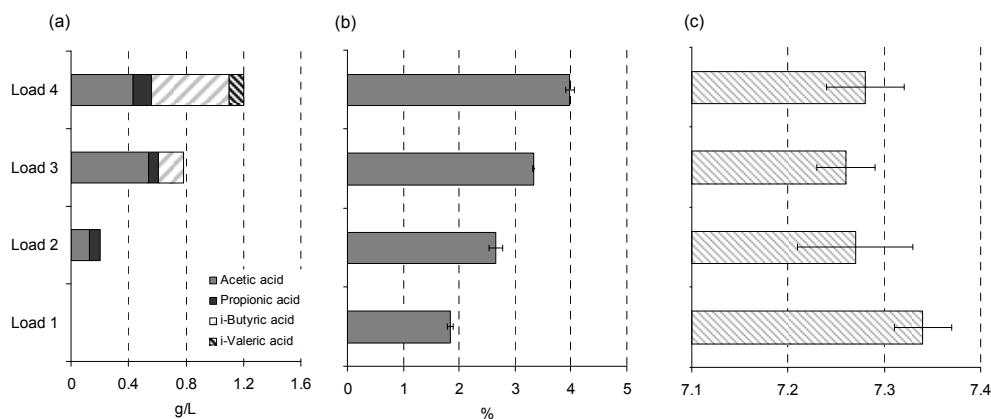 (a)
(b)
(c)
Load 4
Load 3
Load 2
Load 1
Acetic acid
Propionic acid
i-Butyric acid
i-Valeric acid
0 0.4 0.8 1.2 1.6
g/L
0 1 2 3 4 5
%
7.1 7.2 7.3 7.4